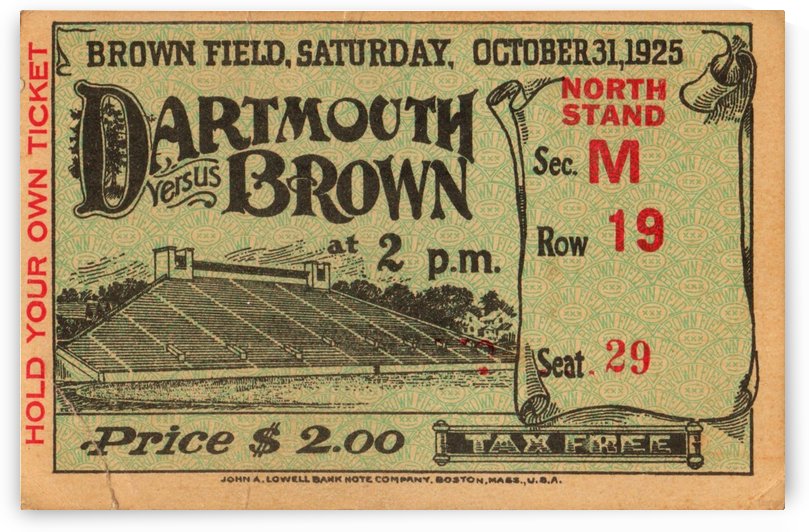 HOLD YOUR OWN TICKET
BROWN FIELD, SATURDAY, OCTOBER 31, 1925
DARTMOUTH
versus BROWN
at 2 p.m.
NORTH
STAND
Sec. M
Row 19
Seat. 29
Price $ 2.00
TAX FREE
JOHN A. LOWELL BANK NOTE COMPANY. BOSTON, MASS., U.S.A.